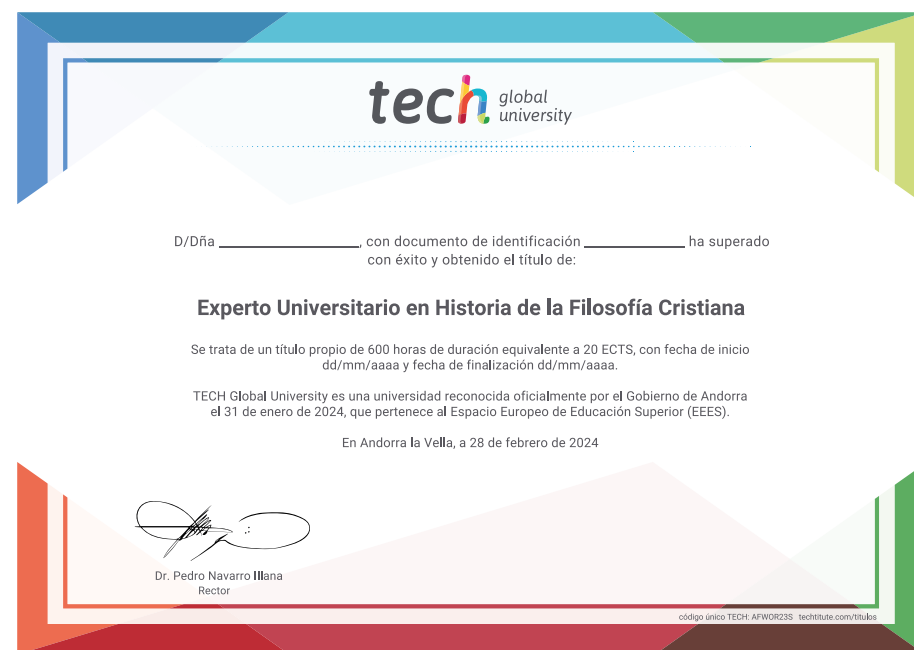 tech global university
D/Dña ______________, con documento de identificación __________ ha superado
con éxito y obtenido el título de:
Experto Universitario en Historia de la Filosofía Cristiana
Se trata de un título propio de 600 horas de duración equivalente a 20 ECTS, con fecha de inicio
dd/mm/aaaa y fecha de finalización dd/mm/aaaa.
TECH Global University es una universidad reconocida oficialmente por el Gobierno de Andorra
el 31 de enero de 2024, que pertenece al Espacio Europeo de Educación Superior (EEES).
En Andorra la Vella, a 28 de febrero de 2024
Dr. Pedro Navarro Illana
Rector
código único TECH: AFWOR23S techtitute.com/titulos